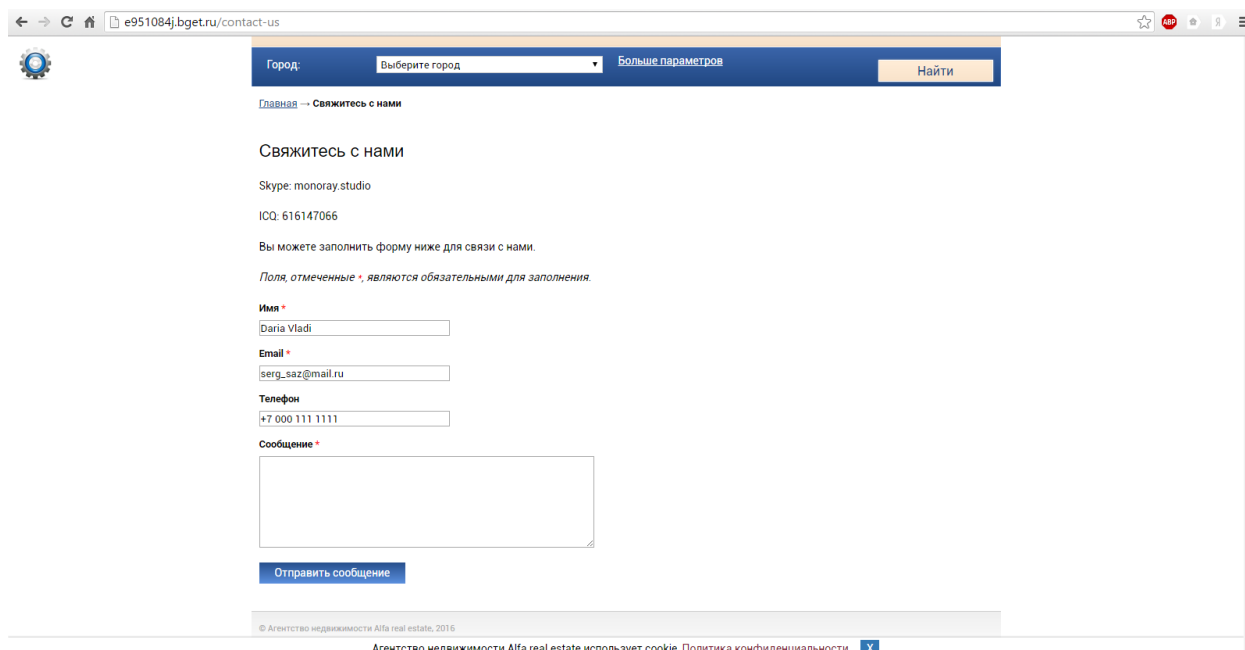 e951084j.bget.ru/contact-us
ABP
Город: Выберите город Больше параметров Найти
Главная → Свяжитесь с нами
Свяжитесь с нами
Skype: monoray.studio
ICQ: 616147066
Вы можете заполнить форму ниже для связи с нами.
Поля, отмеченные *, являются обязательными для заполнения.
Имя *
Daria Vladi
Email *
serg_saz@mail.ru
Телефон
+7 000 111 1111
Сообщение *
Отправить сообщение
© Агентство недвижимости Alfa real estate, 2016
Агентство недвижимости Alfa real estate использует cookie. Политика конфиденциальности X